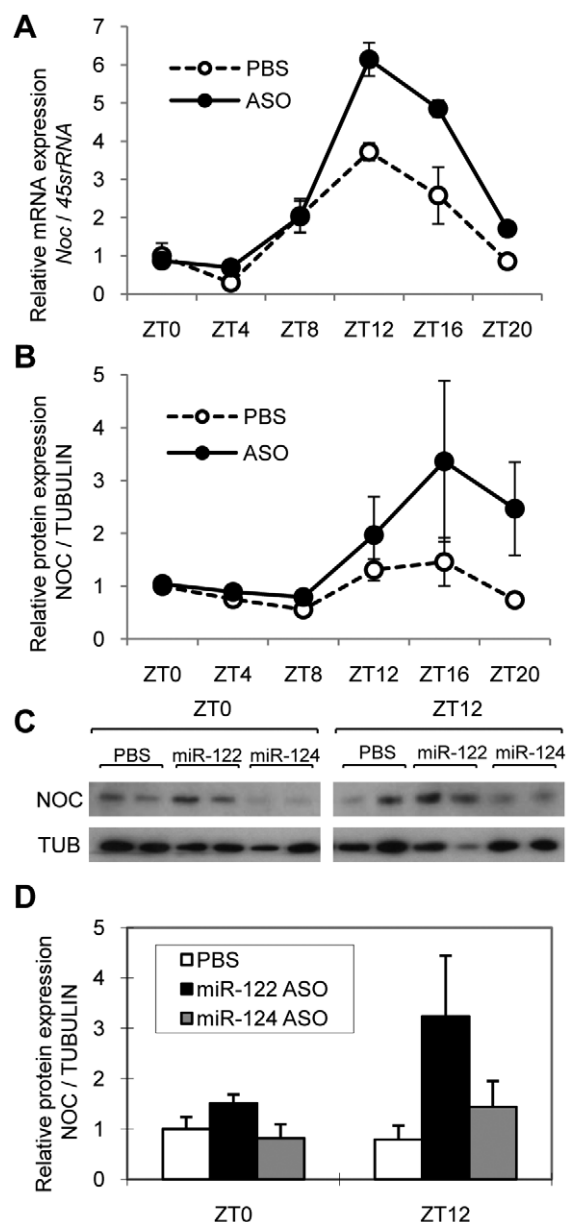 A
Relative mRNA expression
Noc / 45srRNA
7
6
5
4
3
2
1
0
PBS
ASO
ZT0 ZT4 ZT8 ZT12 ZT16 ZT20
B
Relative protein expression
NOC / TUBULIN
5
4
3
2
1
0
PBS
ASO
ZT0 ZT4 ZT8 ZT12 ZT16 ZT20
C
ZT0 ZT12
PBS miR-122 miR-124 PBS miR-122 miR-124
NOC
TUB
D
Relative protein expression
NOC / TUBULIN
5
4
3
2
1
0
PBS
miR-122 ASO
miR-124 ASO
ZT0 ZT12